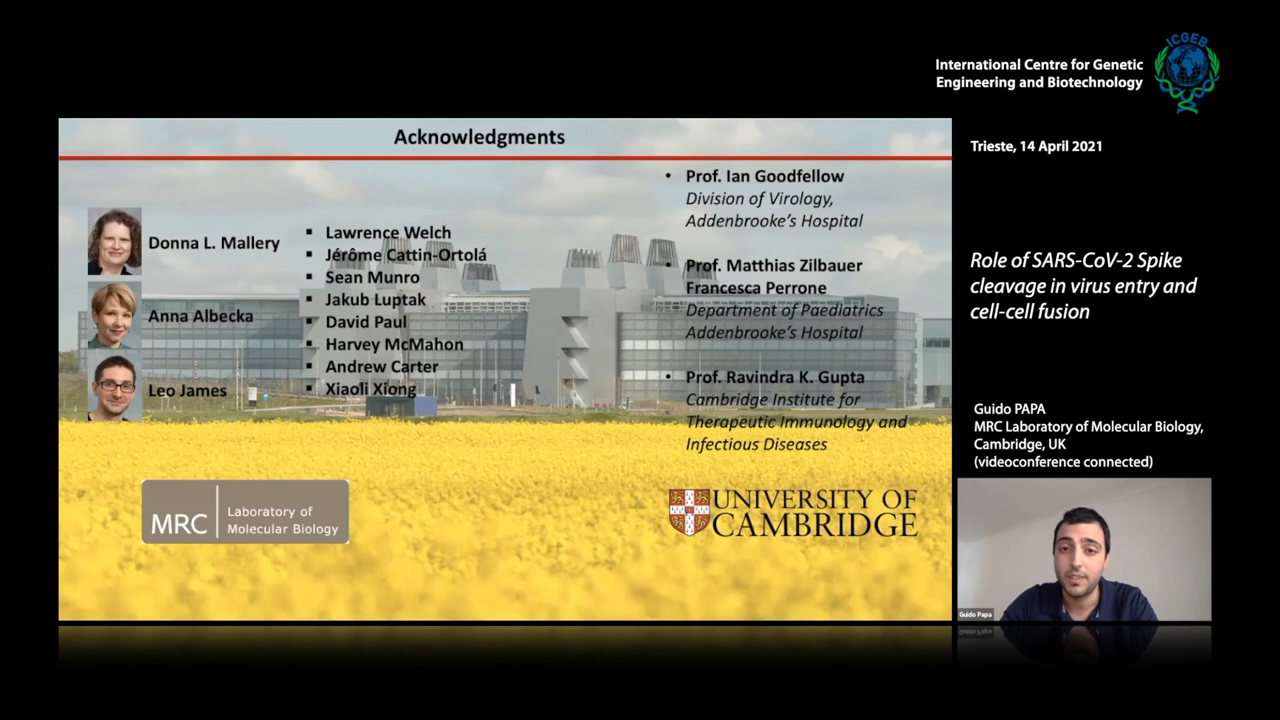 ICGEB
International Centre for Genetic
Engineering and Biotechnology
Trieste, 14 April 2021
Role of SARS-CoV-2 Spike
cleavage in virus entry and
cell-cell fusion
Guido PAPA
MRC Laboratory of Molecular Biology,
Cambridge, UK
(videoconference connected)
Guido Papa
Acknowledgments
Donna L. Mallery
Anna Albecka
Leo James
▪ Lawrence Welch
▪ Jérôme Cattin-Ortolá
▪ Sean Munro
▪ Jakub Luptak
▪ David Paul
▪ Harvey McMahon
▪ Andrew Carter
▪ Xiaoli Xiong
• Prof. Ian Goodfellow
Division of Virology,
Addenbrooke’s Hospital
• Prof. Matthias Zilbauer
Francesca Perrone
Department of Paediatrics
Addenbrooke’s Hospital
• Prof. Ravindra K. Gupta
Cambridge Institute for
Therapeutic Immunology and
Infectious Diseases
MRC
Laboratory of
Molecular Biology
UNIVERSITY OF
CAMBRIDGE